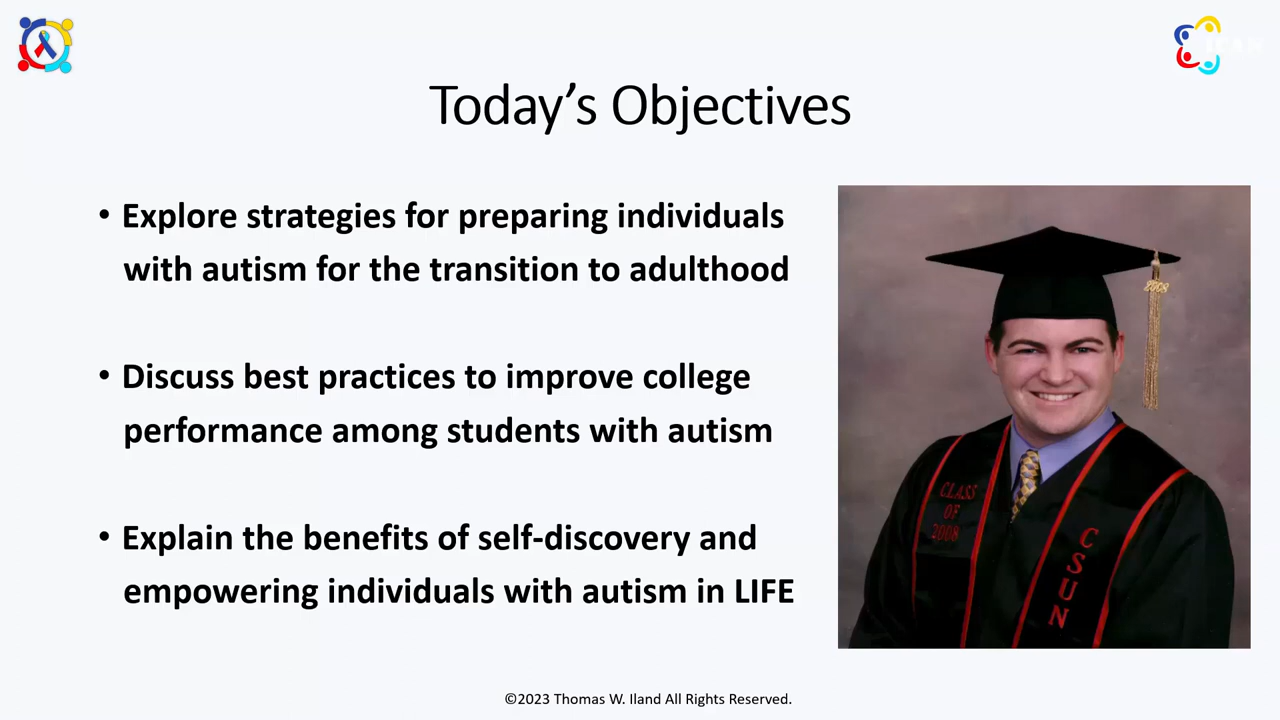 Today's Objectives
• Explore strategies for preparing individuals
with autism for the transition to adulthood
• Discuss best practices to improve college
performance among students with autism
• Explain the benefits of self-discovery and
empowering individuals with autism in LIFE
2008
CLASS
OF
2008
C
S
U
N
©2023 Thomas W. Iland All Rights Reserved.